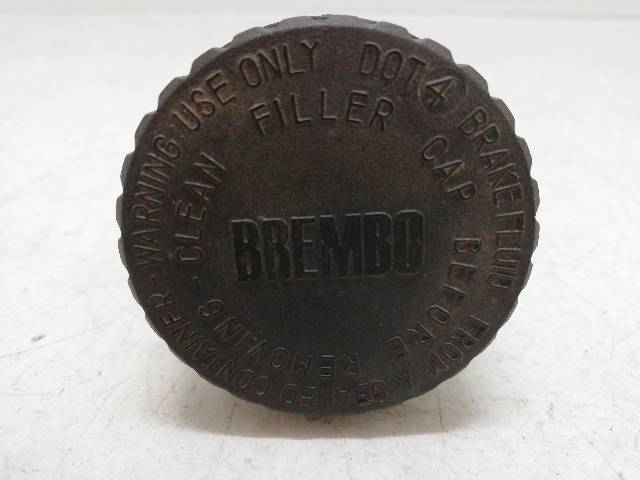 WARNING: USE ONLY DOT 4 BRAKE FLUID FROM A SEALED CONTAINER -
CLEAN FILLER CAP BEFORE REMOVING -
BREMBO